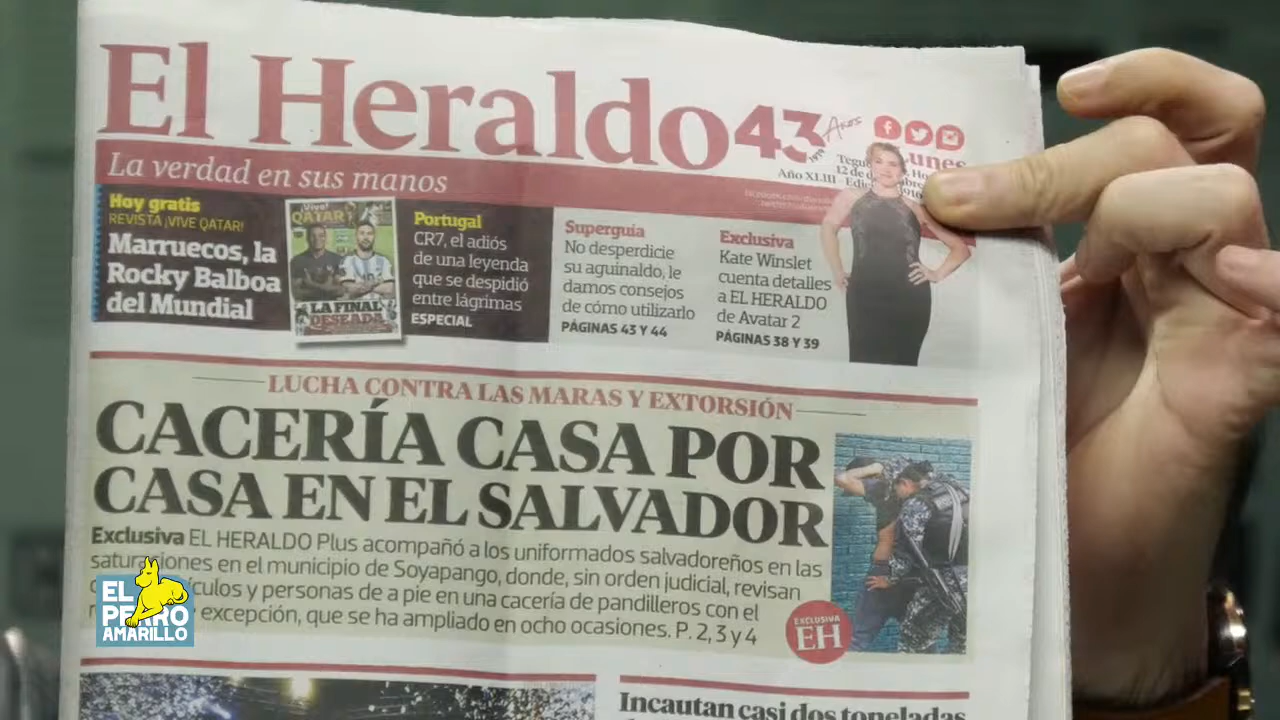 El Heraldo
43
Años
La verdad en sus manos
Lunes
Hoy gratis
REVISTA ¡VIVE QATAR!
Marruecos, la
Rocky Balboa
del Mundial
¡Vive!
QATAR
LA FINAL
DESEADA
Portugal
CR7, el adiós
de una leyenda
que se despidió
entre lágrimas
ESPECIAL
Superguía
No desperdicie
su aguinaldo, le
damos consejos
de cómo utilizarlo
PÁGINAS 43 Y 44
Exclusiva
Kate Winslet
cuenta detalles
a EL HERALDO
de Avatar 2
PÁGINAS 38 Y 39
LUCHA CONTRA LAS MARAS Y EXTORSIÓN
CACERÍA CASA POR
CASA EN EL SALVADOR
Exclusiva EL HERALDO Plus acompañó a los uniformados salvadoreños en las
en el municipio de Soyapango, donde, sin orden judicial, revisan
y personas de a pie en una cacería de pandilleros con el
excepción, que se ha ampliado en ocho ocasiones. P. 2, 3 y 4
EXCLUSIVA
EH
EL
PERRO
AMARILLO
Incautan casi dos toneladas